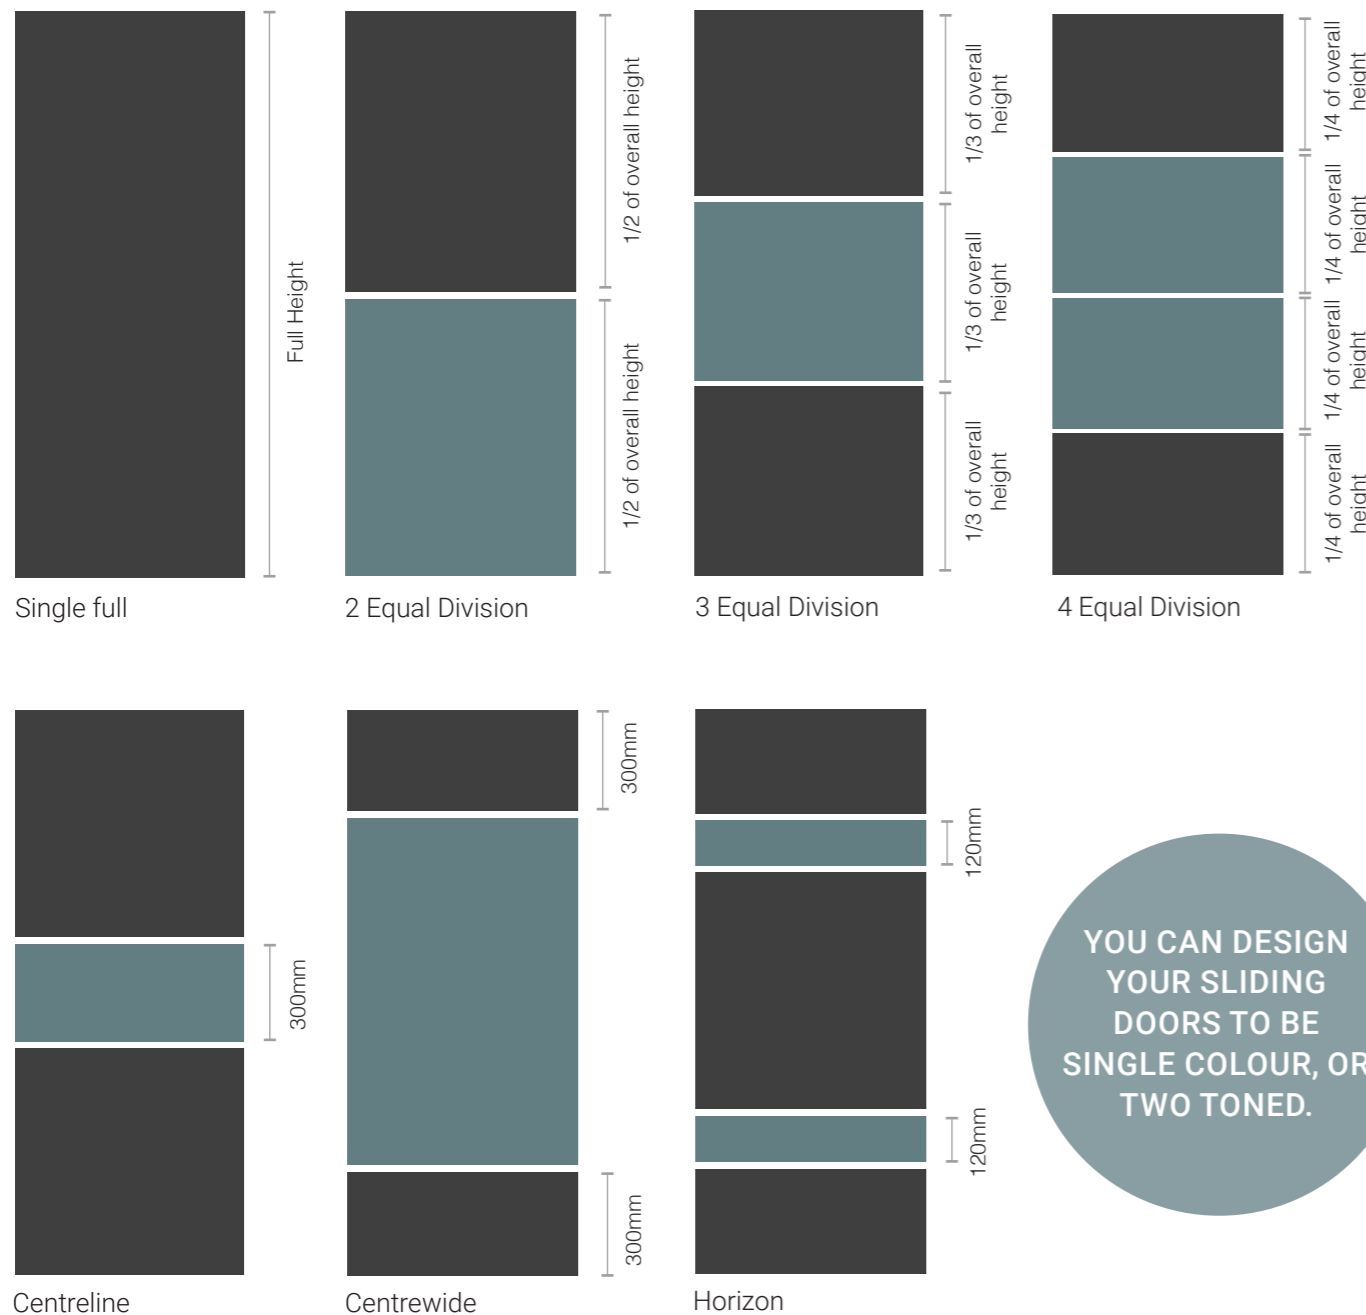 Full Height
1/2 of overall height
1/2 of overall height
1/3 of overall
height
1/3 of overall
height
1/3 of overall
height
1/4 of overall
height
1/4 of overall
height
1/4 of overall
height
1/4 of overall
height
Single full
2 Equal Division
3 Equal Division
4 Equal Division
300mm
300mm
300mm
120mm
120mm
YOU CAN DESIGN
YOUR SLIDING
DOORS TO BE
SINGLE COLOUR, OR
TWO TONED.
Centreline
Centrewide
Horizon